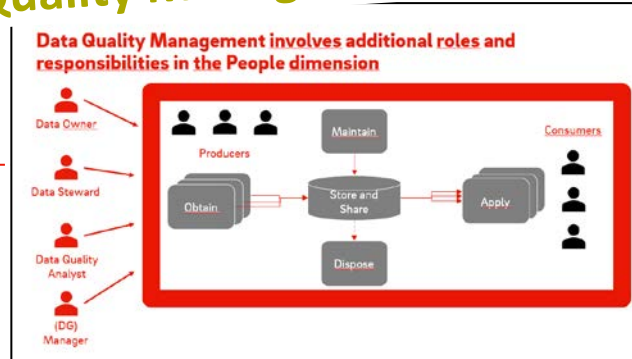 Quality
Data Quality Management involves additional roles and
responsibilities in the People dimension
Data Owner
Data Steward
Data Quality
Analyst
(DG)
Manager
Producers
Obtain
Maintain
Store and
Share
Dispose
Apply
Consumers